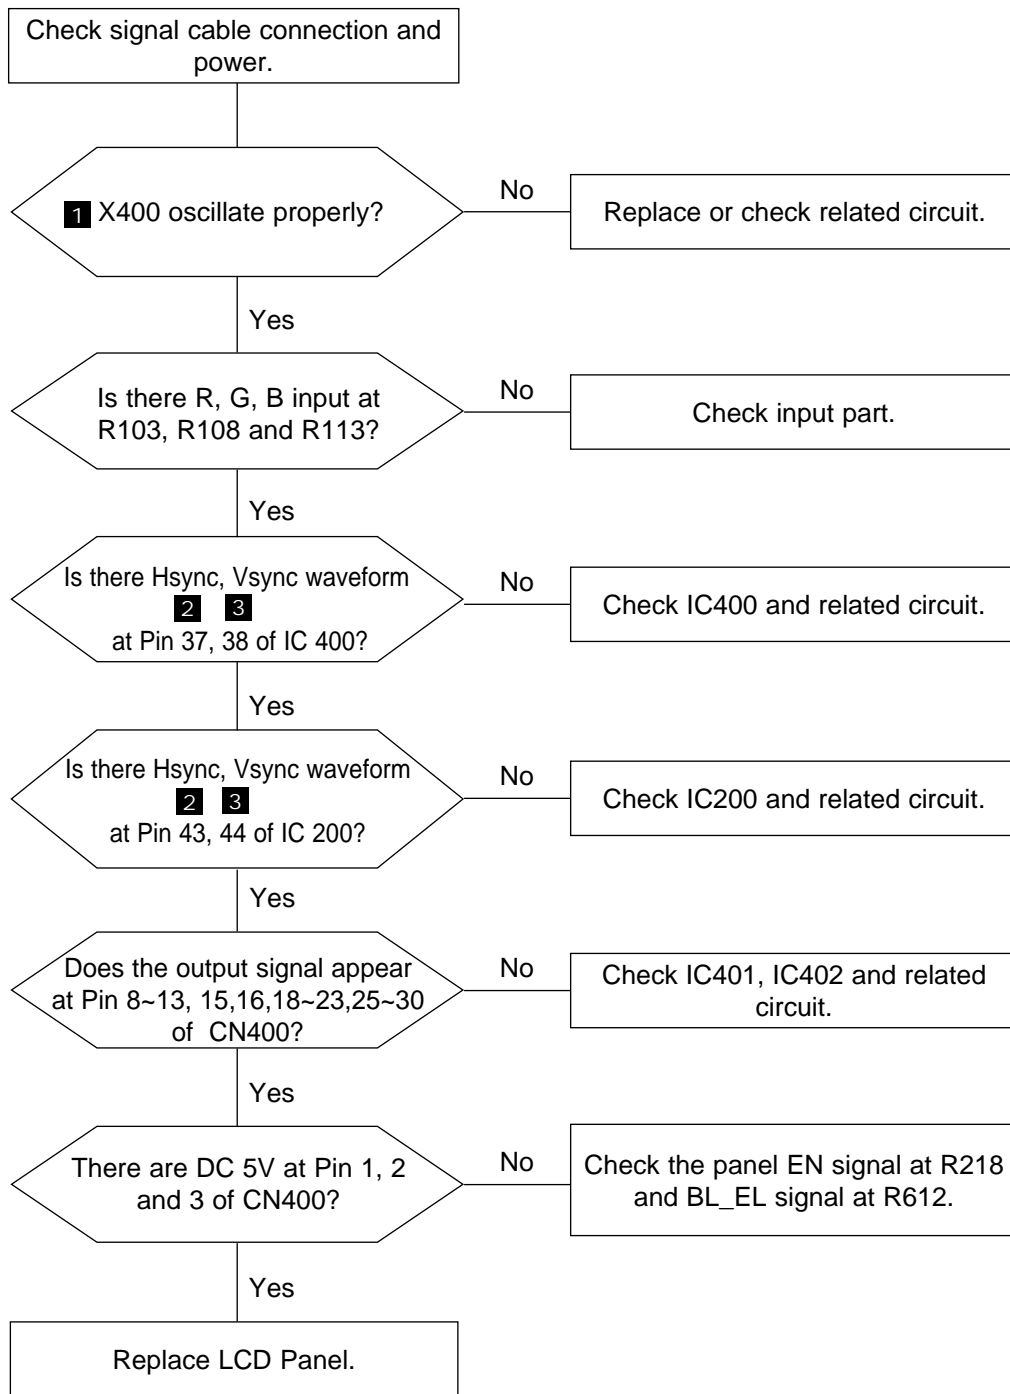 Check signal cable connection and
power.
1 X400 oscillate properly?
No
Replace or check related circuit.
Yes
Is there R, G, B input at
R103, R108 and R113?
No
Check input part.
Yes
Is there Hsync, Vsync waveform
2 3
at Pin 37, 38 of IC 400?
No
Check IC400 and related circuit.
Yes
Is there Hsync, Vsync waveform
2 3
at Pin 43, 44 of IC 200?
No
Check IC200 and related circuit.
Yes
Does the output signal appear
at Pin 8~13, 15,16,18~23,25~30
of CN400?
No
Check IC401, IC402 and related
circuit.
Yes
There are DC 5V at Pin 1, 2
and 3 of CN400?
No
Check the panel EN signal at R218
and BL_EL signal at R612.
Yes
Replace LCD Panel.